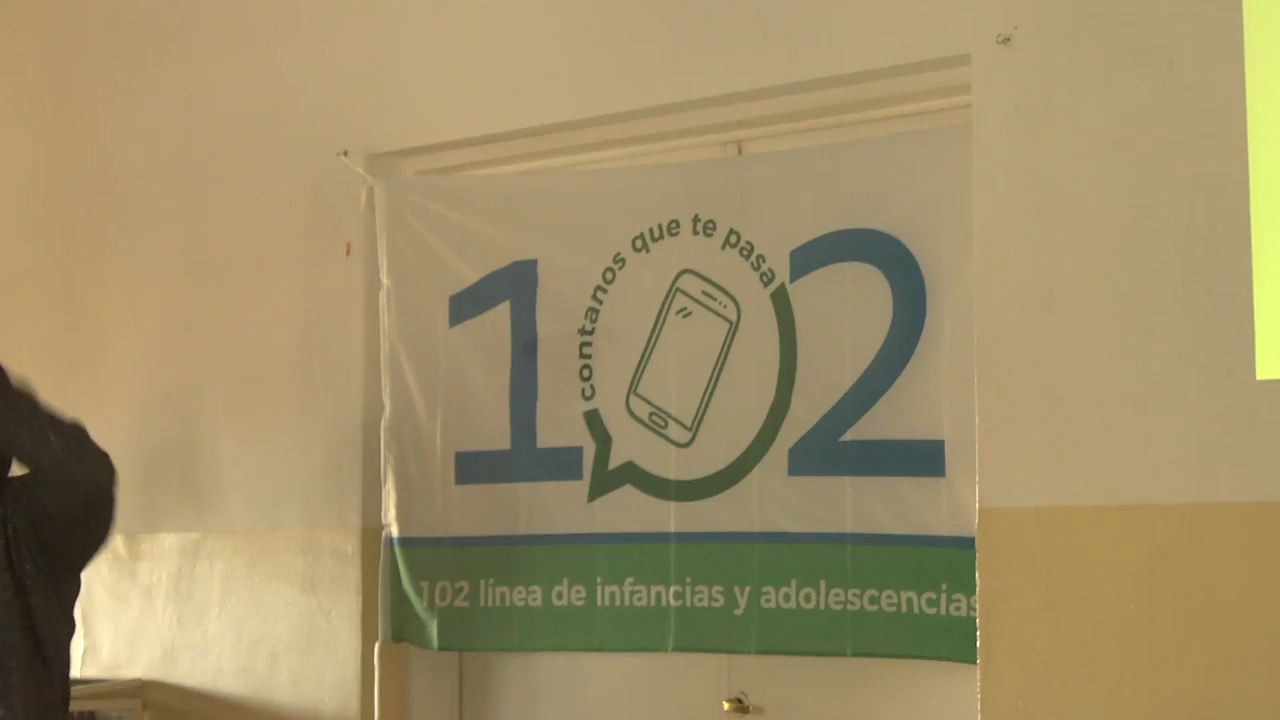 102
contanos que te pasa
102 línea de infancias y adolescencias